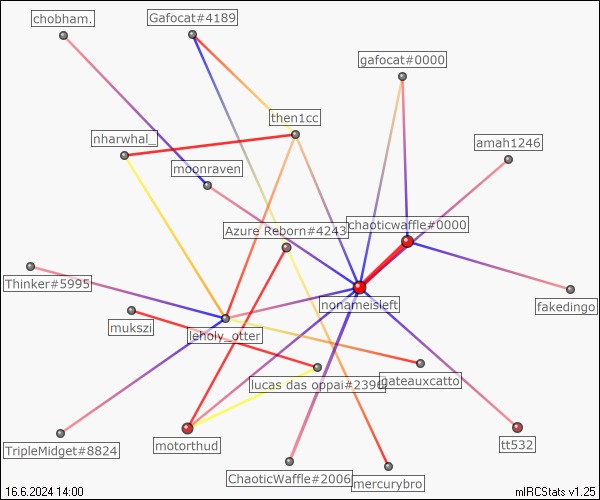 chobham.
Gafocat#4189
gafocat#0000
then1cc
nharwhal_
amah1246
moonraven
chaoticwaffle#0000
Azure Reborn#4243
Thinker#5995
nonameisleft
fakedingo
mukszi
lenoly_otter
lucas das oppai#2396
gateauxcatto
motorthud
tt532
TripleMidget#8824
ChaoticWaffle#2006
mercurybro
16.6.2024 14:00
mIRCStats v1.25